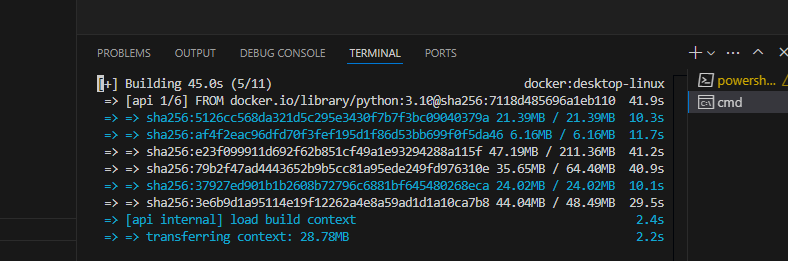 PROBLEMS OUTPUT DEBUG CONSOLE TERMINAL PORTS
[+] Building 45.0s (5/11) docker:desktop-linux
=> [api 1/6] FROM docker.io/library/python:3.10@sha256:7118d485696a1eb110 41.9s
=> => sha256:5126cc568da321d5c295e3430f7b7f3bc09040379a 21.39MB / 21.39MB 10.3s
=> => sha256:af4f2eac96dfd70f3fef195d1f86d53bb699f0f5da46 6.16MB / 6.16MB 11.7s
=> => sha256:e23f099911d692f62b851cf49a1e93294288a115f 47.19MB / 211.36MB 41.2s
=> => sha256:79b2f47ad4443652b9b5cc81a95ede249fd976310e 35.65MB / 64.40MB 40.9s
=> => sha256:37927ed901b1b2608b72796c6881bf645480268eca 24.02MB / 24.02MB 10.1s
=> => sha256:3e6b9d1a95114e19f12262a4e8a59ad1d1a10ca7b8 44.04MB / 48.49MB 29.5s
=> [api internal] load build context 2.4s
=> => transferring context: 28.78MB 2.2s
powersh...
cmd